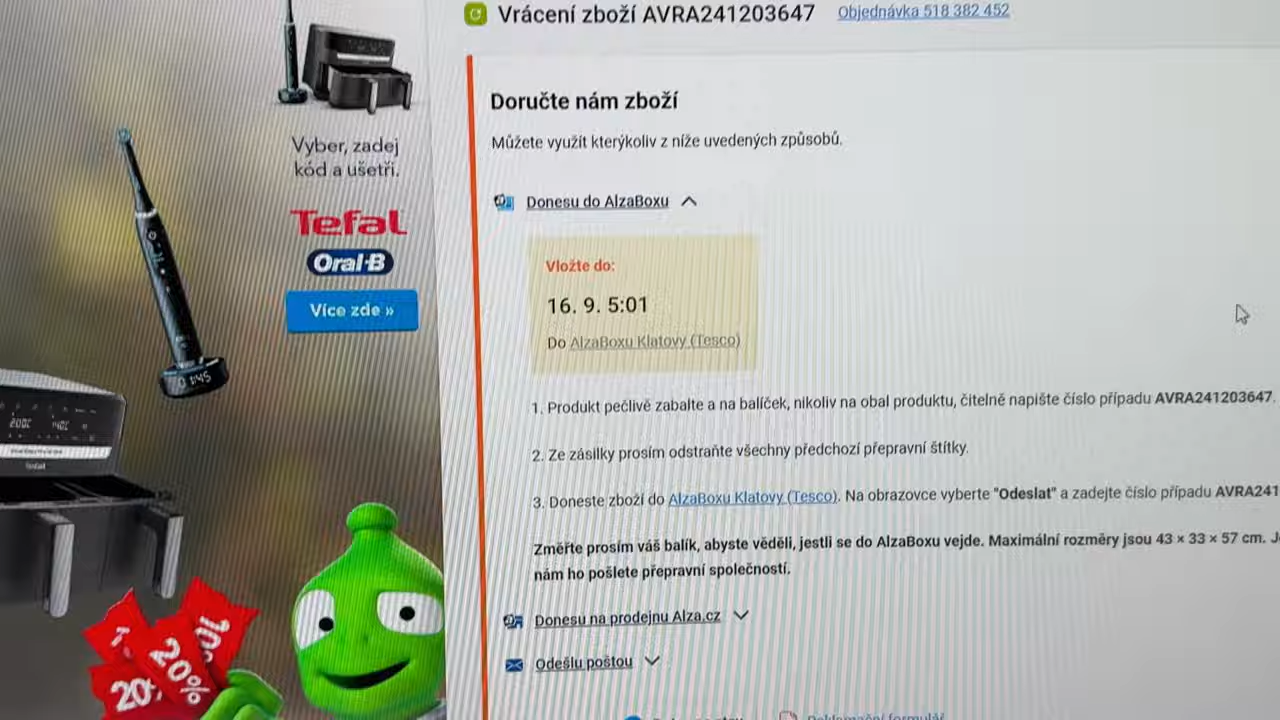 Vrácení zboží AVRA241203647 Objednávka 518 382 452
Doručte nám zboží
Můžete využít kterýkoliv z níže uvedených způsobů.
Donesu do AlzaBoxu
Vložte do:
16. 9. 5:01
Do AlzaBoxu Klatovy (Tesco)
1. Produkt pečlivě zabalte a na balíček, nikoliv na obal produktu, čitelně napište číslo případu AVRA241203647.
2. Ze zásilky prosím odstraňte všechny předchozí přepravní štítky.
3. Doneste zboží do AlzaBoxu Klatovy (Tesco). Na obrazovce vyberte "Odeslat" a zadejte číslo případu AVRA241
Změřte prosím váš balík, abyste věděli, jestli se do AlzaBoxu vejde. Maximální rozměry jsou 43 × 33 × 57 cm. J
nám ho pošlete přepravní společností.
Donesu na prodejnu Alza.cz
Odešlu poštou
Reklamační formulář
Vyber, zadej
kód a ušetři.
Tefal
Oral-B
Více zde »
20%
20%